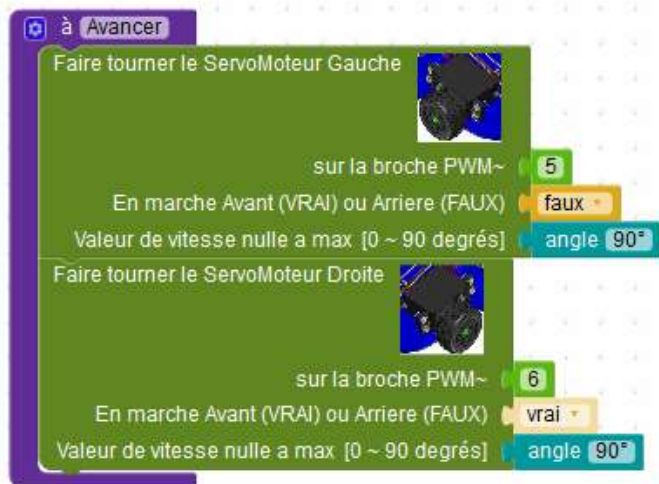 à Avancer
Faire tourner le ServoMoteur Gauche
sur la broche PWM~ 5
En marche Avant (VRAI) ou Arriere (FAUX) faux
Valeur de vitesse nulle a max [0 ~ 90 degrés] angle 90°
Faire tourner le ServoMoteur Droite
sur la broche PWM~ 6
En marche Avant (VRAI) ou Arriere (FAUX) vrai
Valeur de vitesse nulle a max [0 ~ 90 degrés] angle 90°